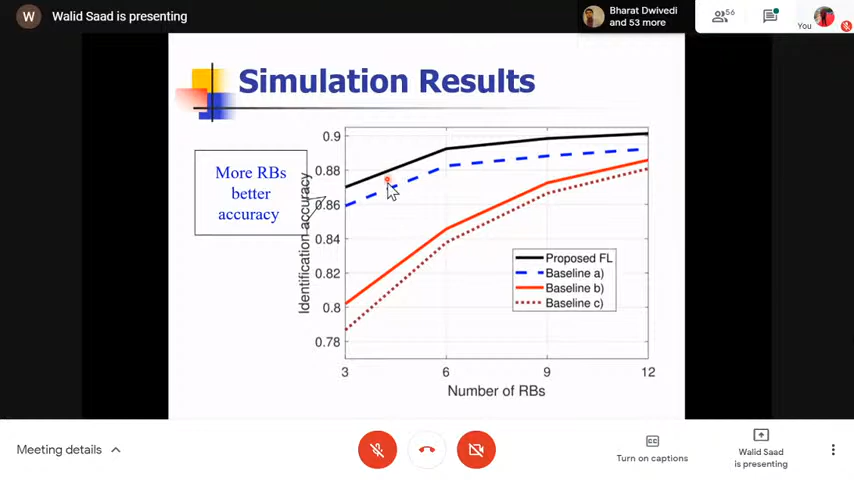 W
Walid Saad is presenting
Bharat Dwivedi
and 53 more
56
You
Simulation Results
More RBs
better
accuracy
Identification accuracy
0.9
0.88
0.86
0.84
0.82
0.8
0.78
Proposed FL
Baseline a)
Baseline b)
Baseline c)
3
6
9
12
Number of RBs
Meeting details
CC
Turn on captions
Walid Saad
is presenting